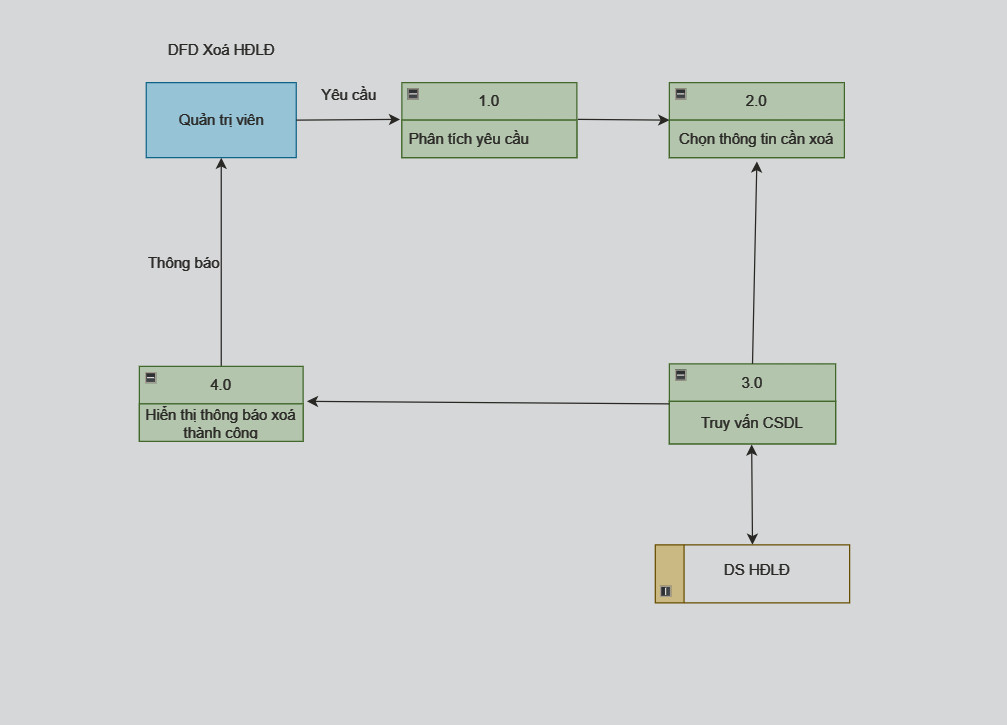 DFD Xoá HĐLĐ
Quản trị viên
Yêu cầu
1.0
Phân tích yêu cầu
2.0
Chọn thông tin cần xoá
Thông báo
4.0
Hiển thị thông báo xoá
thành công
3.0
Truy vấn CSDL
DS HĐLĐ